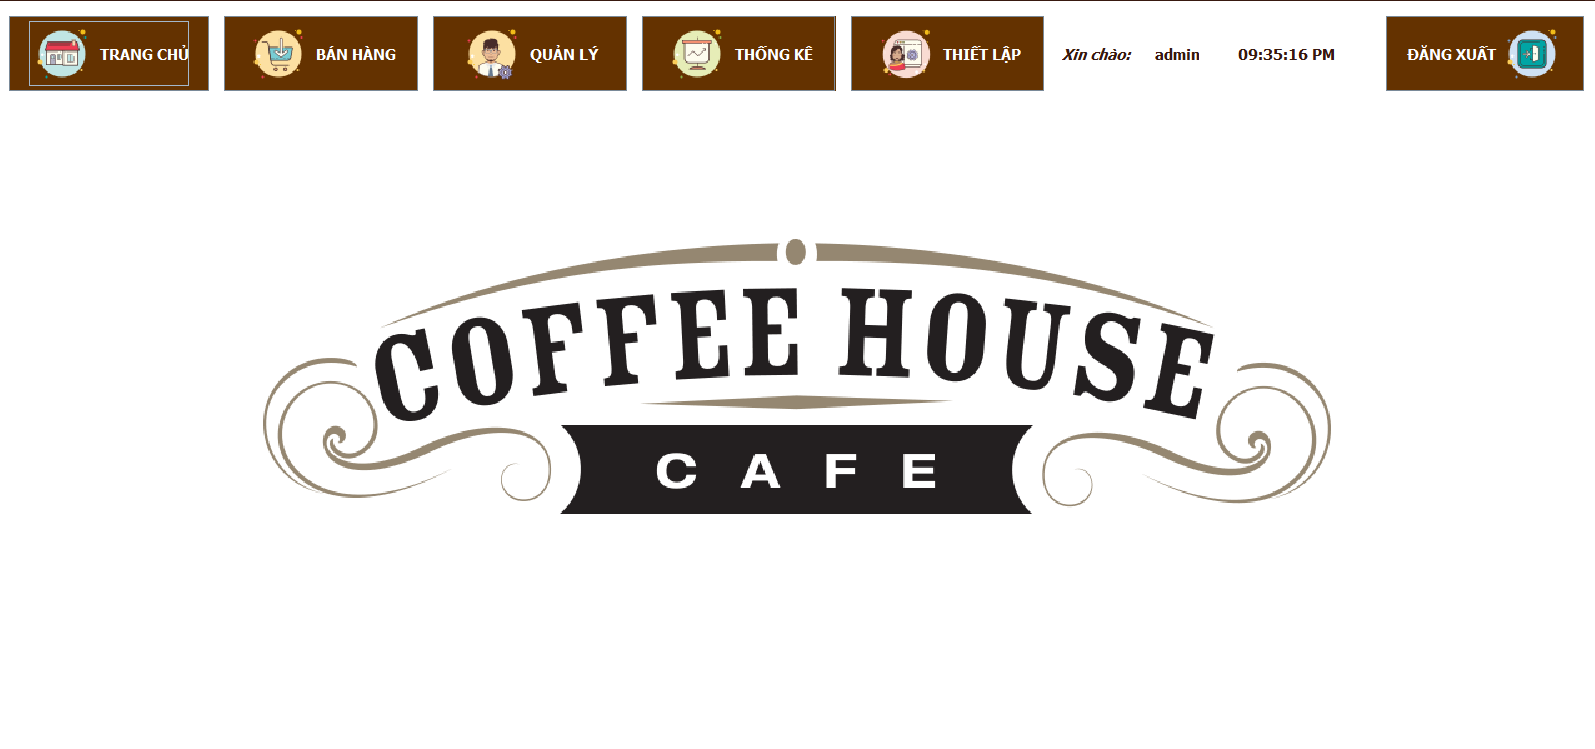 TRANG CHỦ BÁN HÀNG QUẢN LÝ THỐNG KÊ THIẾT LẬP Xin chào: admin 09:35:16 PM ĐĂNG XUẤT
COFFEE HOUSE
CAFE